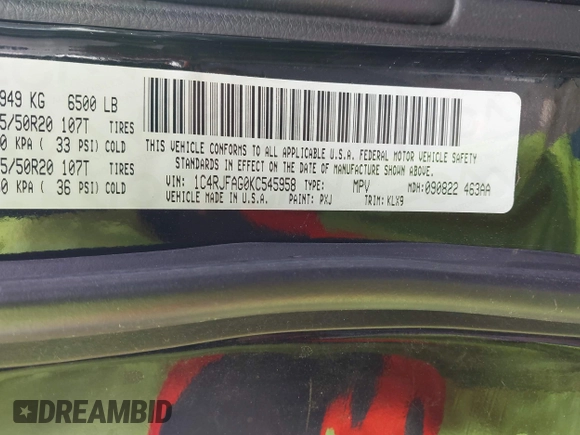 949 KG 6500 LB
5/50R20 107T TIRES
0 KPA ( 33 PSI) COLD
5/50R20 107T TIRES
0 KPA ( 36 PSI) COLD
THIS VEHICLE CONFORMS TO ALL APPLICABLE U.S.A. FEDERAL MOTOR VEHICLE SAFETY
STANDARDS IN EFFECT ON THE DATE OF MANUFACTURE SHOWN ABOVE.
VIN: 1C4RJFAG0KC545958 TYPE: MPV MDH: 090822 463AA
VEHICLE MADE IN U.S.A. PAINT: PXJ TRIM: KLX9
DREAMBID